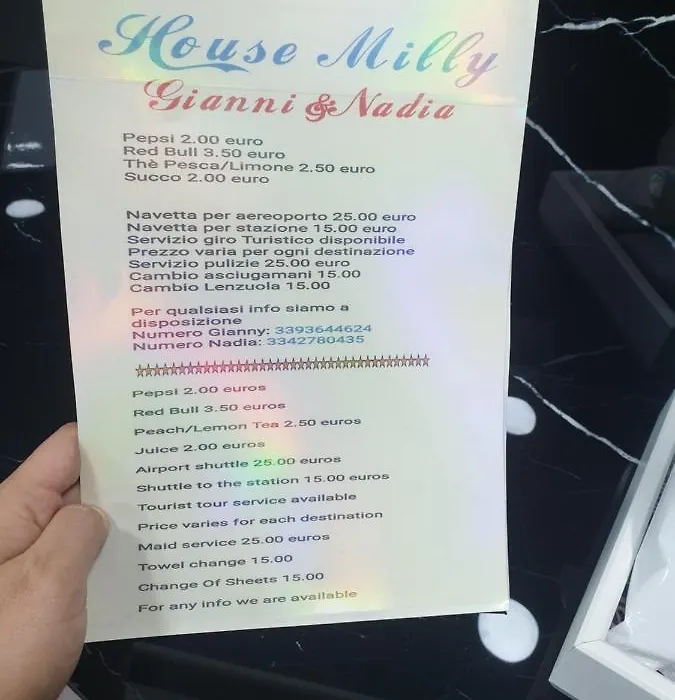 House Milly
Gianni & Nadia
Pepsi 2.00 euro
Red Bull 3.50 euro
Thè Pesca/Limone 2.50 euro
Succo 2.00 euro
Navetta per aereoporto 25.00 euro
Navetta per stazione 15.00 euro
Servizio giro Turistico disponibile
Prezzo varia per ogni destinazione
Servizio pulizie 25.00 euro
Cambio asciugamani 15.00
Cambio Lenzuola 15.00
Per qualsiasi info siamo a
disposizione
Numero Gianny: 3393644624
Numero Nadia: 3342780435
Pepsi 2.00 euros
Red Bull 3.50 euros
Peach/Lemon Tea 2.50 euros
Juice 2.00 euros
Airport shuttle 25.00 euros
Shuttle to the station 15.00 euros
Tourist tour service available
Price varies for each destination
Maid service 25.00 euros
Towel change 15.00
Change Of Sheets 15.00
For any info we are available